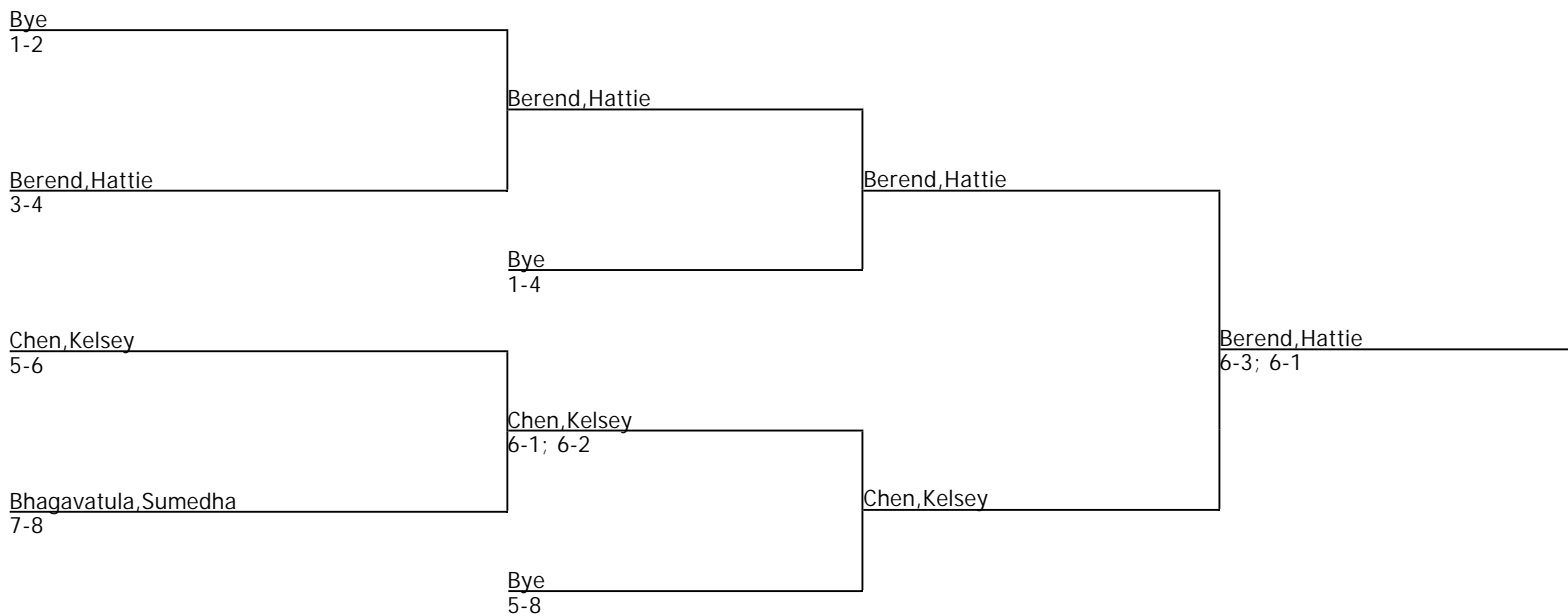 Bye
1-2
Berend,Hattie
Berend,Hattie
3-4
Berend,Hattie
Bye
1-4
Chen,Kelsey
5-6
Berend,Hattie
6-3; 6-1
Chen,Kelsey
6-1; 6-2
Bhagavatula,Sumedha
7-8
Chen,Kelsey
Bye
5-8